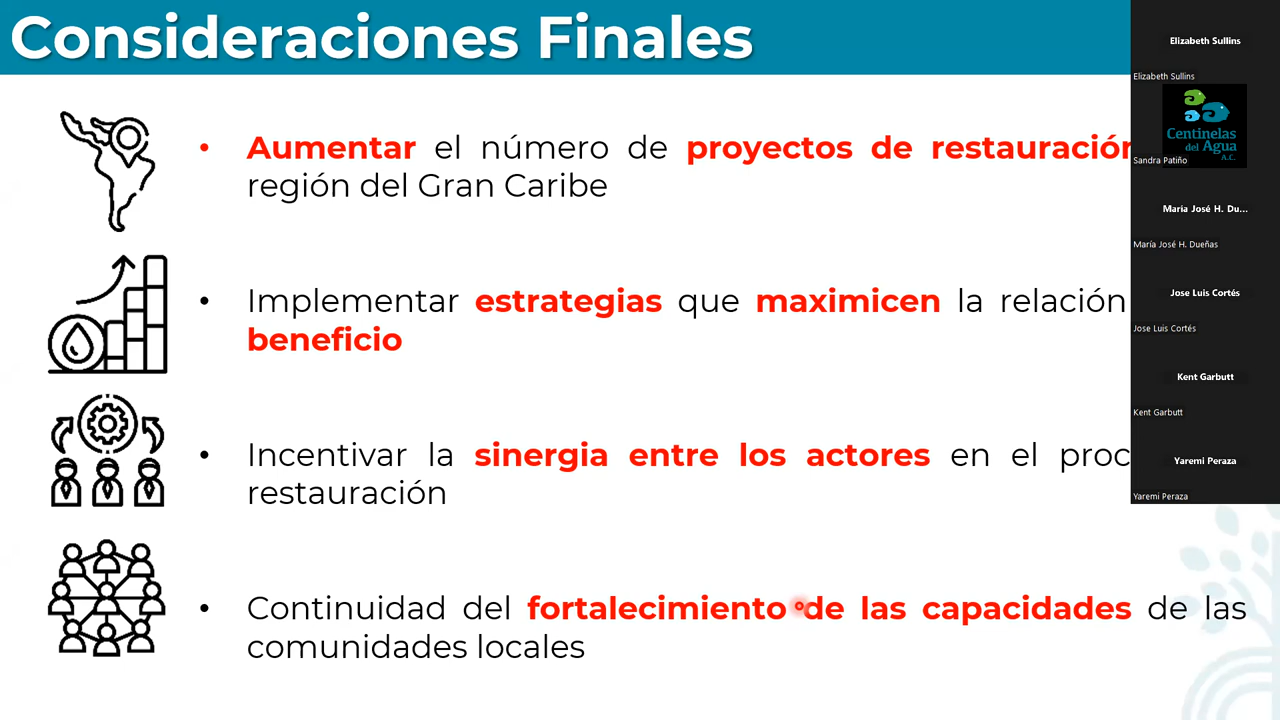 Consideraciones Finales
• Aumentar el número de proyectos de restauración
región del Gran Caribe
• Implementar estrategias que maximicen la relación
beneficio
• Incentivar la sinergia entre los actores en el proc
restauración
• Continuidad del fortalecimiento de las capacidades de las
comunidades locales
Elizabeth Sullins
Elizabeth Sullins
Centinelas
del Agua
A.C.
Sandra Patiño
Maria José H. Du...
María José H. Dueñas
Jose Luis Cortés
Jose Luis Cortés
Kent Garbutt
Kent Garbutt
Yaremi Peraza
Yaremi Peraza